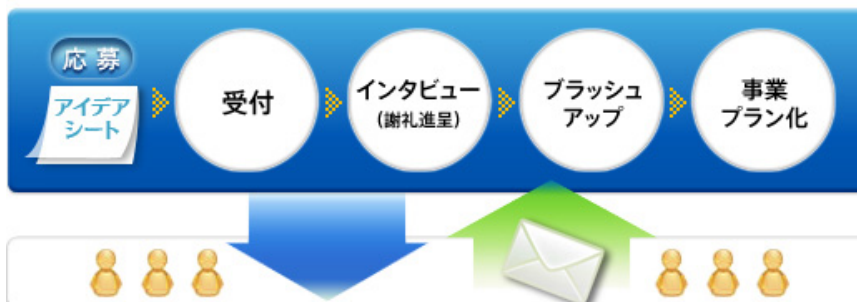 応募
アイデア
シート
受付
インタビュー
(謝礼進呈)
ブラッシュ
アップ
事業
プラン化